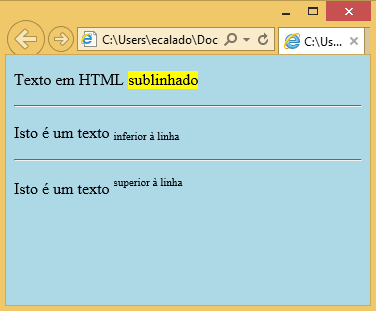 C:\Users\ecalado\Doc
C:\Us...
Texto em HTML sublinhado
Isto é um texto inferior à linha
Isto é um texto superior à linha